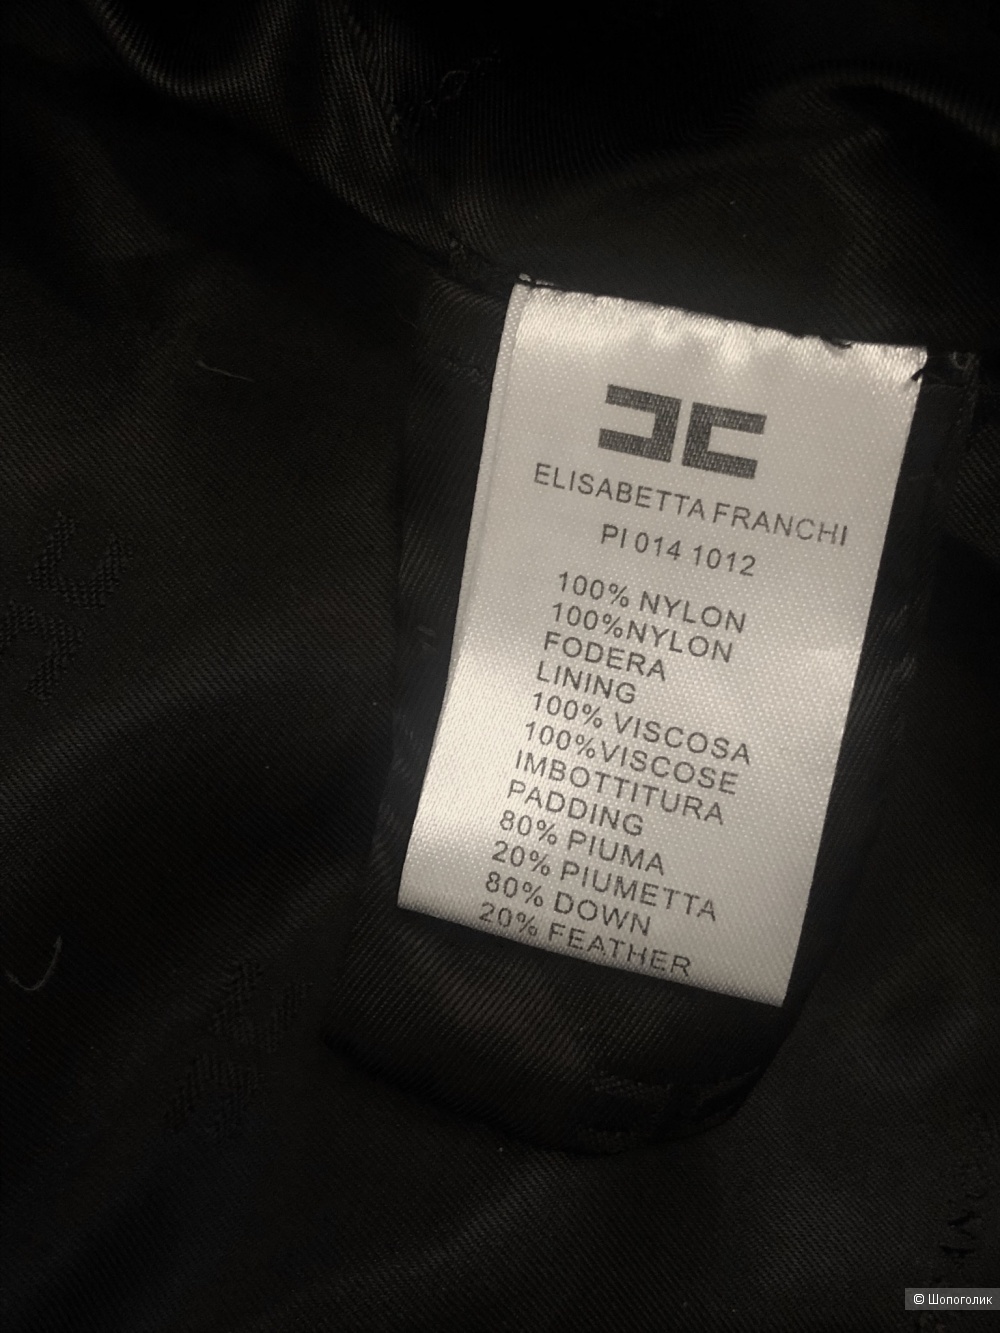 ELISABETTA FRANCHI
PI 014 1012
100% NYLON
100%NYLON
FODERA
LINING
100% VISCOSA
100%VISCOSE
IMBOTTITURA
PADDING
80% PIUMA
20% PIUMETTA
80% DOWN
20% FEATHER
© Шопоголик